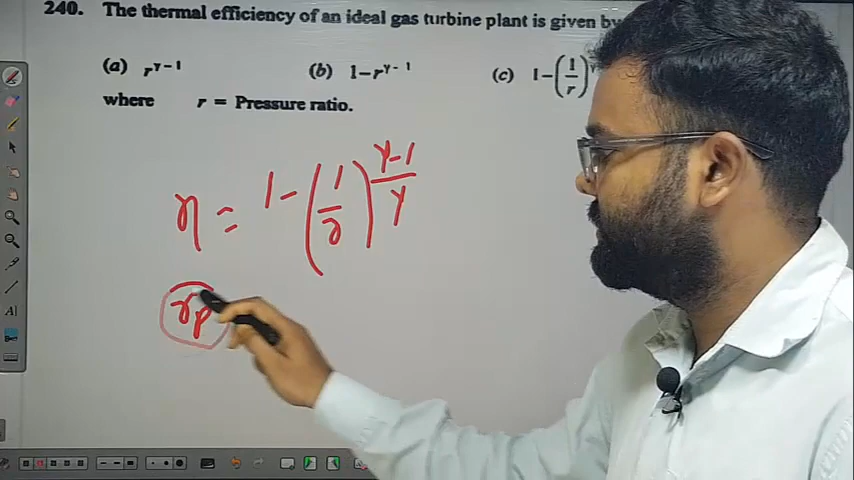 240. The thermal efficiency of an ideal gas turbine plant is given by
(a) r^γ−1 (b) 1−r^γ−1 (c) 1−(1/r)^γ
where r = Pressure ratio.
η = 1−(1/r)^(γ−1)/γ
rp